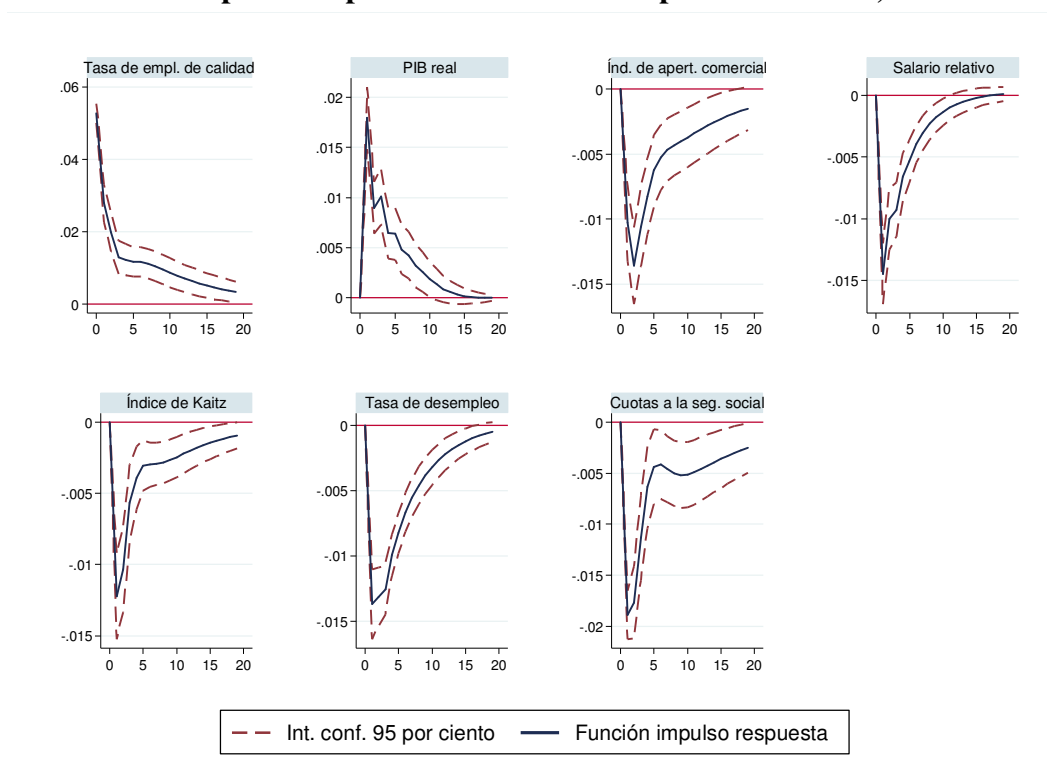 Tasa de empl. de calidad
.06
.04
.02
0
0 5 10 15 20
PIB real
.02
.015
.01
.005
0
0 5 10 15 20
Índ. de apert. comercial
0
-.005
-.01
-.015
0 5 10 15 20
Salario relativo
0
-.005
-.01
-.015
0 5 10 15 20
Índice de Kaitz
0
-.005
-.01
-.015
0 5 10 15 20
Tasa de desempleo
0
-.005
-.01
-.015
0 5 10 15 20
Cuotas a la seg. social
0
-.005
-.01
-.015
-.02
0 5 10 15 20
Int. conf. 95 por ciento
Función impulso respuesta